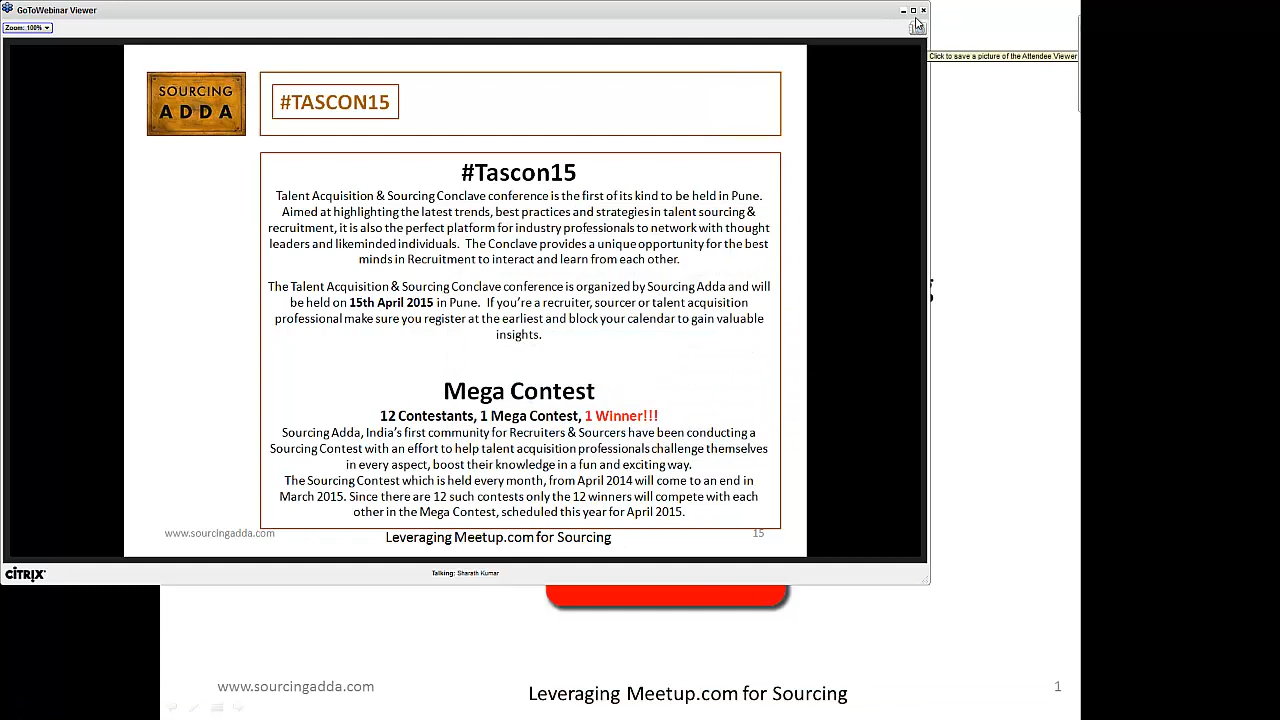 GoToWebinar Viewer
Zoom: 100%
Click to save a picture of the Attendee Viewer
SOURCING
ADDA
#TASCON15
#Tascon15
Talent Acquisition & Sourcing Conclave conference is the first of its kind to be held in Pune.
Aimed at highlighting the latest trends, best practices and strategies in talent sourcing &
recruitment, it is also the perfect platform for industry professionals to network with thought
leaders and likeminded individuals. The Conclave provides a unique opportunity for the best
minds in Recruitment to interact and learn from each other.
The Talent Acquisition & Sourcing Conclave conference is organized by Sourcing Adda and will
be held on 15th April 2015 in Pune. If you're a recruiter, sourcer or talent acquisition
professional make sure you register at the earliest and block your calendar to gain valuable
insights.
Mega Contest
12 Contestants, 1 Mega Contest, 1 Winner!!!
Sourcing Adda, India's first community for Recruiters & Sourcers have been conducting a
Sourcing Contest with an effort to help talent acquisition professionals challenge themselves
in every aspect, boost their knowledge in a fun and exciting way.
The Sourcing Contest which is held every month, from April 2014 will come to an end in
March 2015. Since there are 12 such contests only the 12 winners will compete with each
other in the Mega Contest, scheduled this year for April 2015.
www.sourcingadda.com
Leveraging Meetup.com for Sourcing
15
CITRIX
Talking: Sharath Kumar
www.sourcingadda.com
Leveraging Meetup.com for Sourcing
1